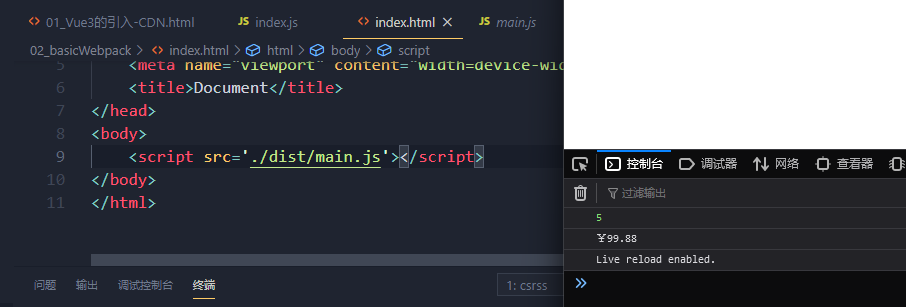 01_Vue3的引入-CDN.html
JS index.js
index.html
JS main.js
02_basicWebpack > index.html > html > body > script
5 <meta name="viewport" content="width=device-wid
6 <title>Document</title>
7 </head>
8 <body>
9 <script src='./dist/main.js'></script>
10 </body>
11 </html>
问题 输出 调试控制台 终端
1: csrss
控制台 调试器 网络 查看器
过滤输出
5
¥99.88
Live reload enabled.
»